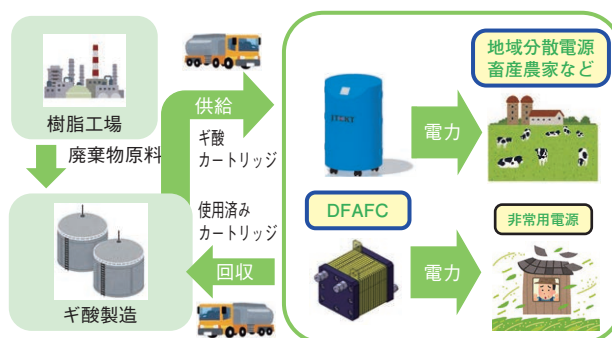 樹脂工場
廃棄物原料
ギ酸製造
供給
ギ酸
カートリッジ
使用済み
カートリッジ
回収
DFAFC
電力
地域分散電源
畜産農家など
電力
非常用電源